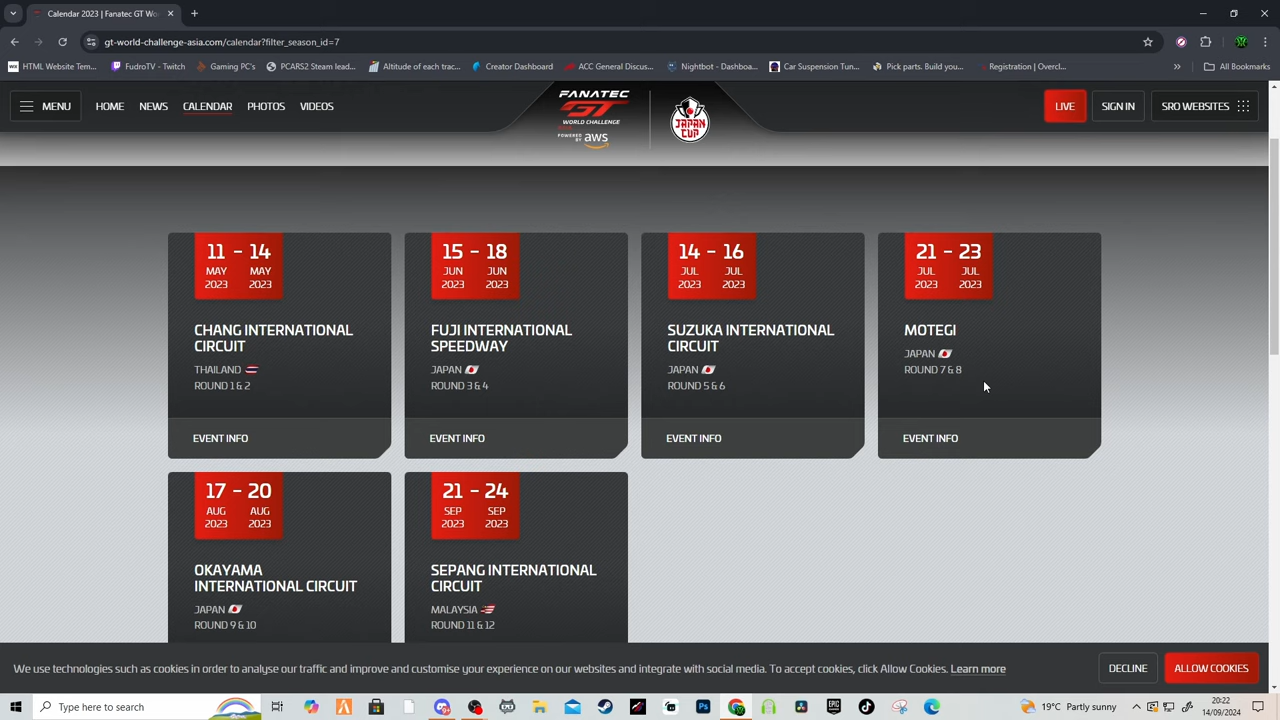 Calendar 2023 | Fanatec GT Wor
gt-world-challenge-asia.com/calendar?filter_season_id=7
HTML Website Tem...
FudroTV - Twitch
Gaming PC's
PCARS2 Steam lead...
Altitude of each trac...
Creator Dashboard
ACC General Discus...
Nightbot - Dashboa...
Car Suspension Tun...
Pick parts. Build you...
Registration | Overcl...
All Bookmarks
MENU
HOME
NEWS
CALENDAR
PHOTOS
VIDEOS
FANATEC
GT
WORLD CHALLENGE
ASIA
POWERED BY aws
JAPAN
CUP
LIVE
SIGN IN
SRO WEBSITES
11 - 14
MAY MAY
2023 2023
CHANG INTERNATIONAL
CIRCUIT
THAILAND
ROUND 1 & 2
EVENT INFO
15 - 18
JUN JUN
2023 2023
FUJI INTERNATIONAL
SPEEDWAY
JAPAN
ROUND 3 & 4
EVENT INFO
14 - 16
JUL JUL
2023 2023
SUZUKA INTERNATIONAL
CIRCUIT
JAPAN
ROUND 5 & 6
EVENT INFO
21 - 23
JUL JUL
2023 2023
MOTEGI
JAPAN
ROUND 7 & 8
EVENT INFO
17 - 20
AUG AUG
2023 2023
OKAYAMA
INTERNATIONAL CIRCUIT
JAPAN
ROUND 9 & 10
21 - 24
SEP SEP
2023 2023
SEPANG INTERNATIONAL
CIRCUIT
MALAYSIA
ROUND 11 & 12
We use technologies such as cookies in order to analyse our traffic and improve and customise your experience on our websites and integrate with social media. To accept cookies, click Allow Cookies. Learn more
DECLINE
ALLOW COOKIES
Type here to search
19°C Partly sunny
20:22
14/09/2024